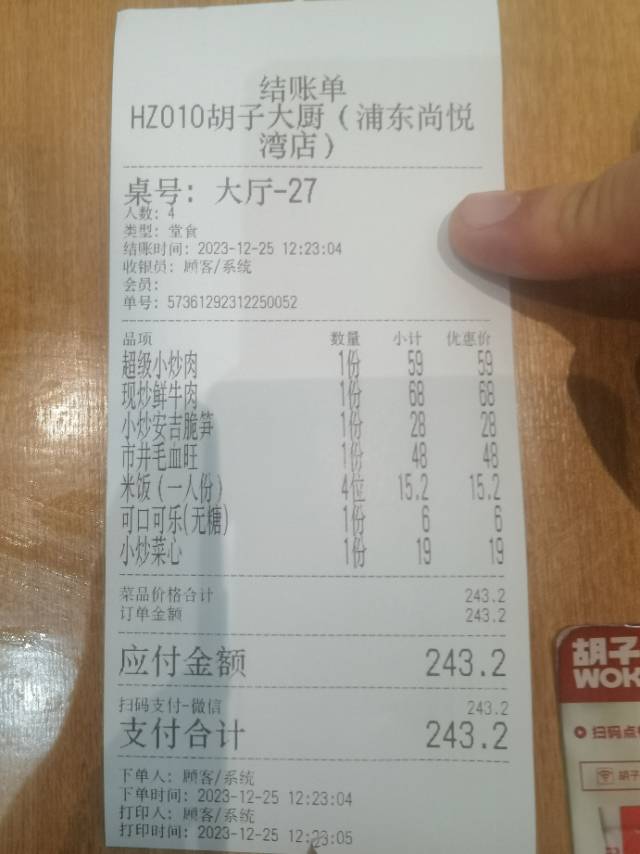 结账单
HZ010胡子大厨（浦东尚悦
湾店）
桌号: 大厅-27
人数: 4
类型: 堂食
结账时间: 2023-12-25 12:23:04
收银员: 顾客/系统
会员:
单号: 57361292312250052
品项 数量 小计 优惠价
超级小炒肉 1份 59 59
现炒鲜牛肉 1份 68 68
小炒安吉脆笋 1份 28 28
市井毛血旺 1份 48 48
米饭（一人份） 4位 15.2 15.2
可口可乐(无糖) 1份 6 6
小炒菜心 1份 19 19
菜品价格合计 243.2
订单金额 243.2
应付金额 243.2
扫码支付-微信 243.2
支付合计 243.2
下单人: 顾客/系统
下单时间: 2023-12-25 12:23:04
打印人: 顾客/系统
打印时间: 2023-12-25 12:23:05
胡子
WOK
扫码点
胡子